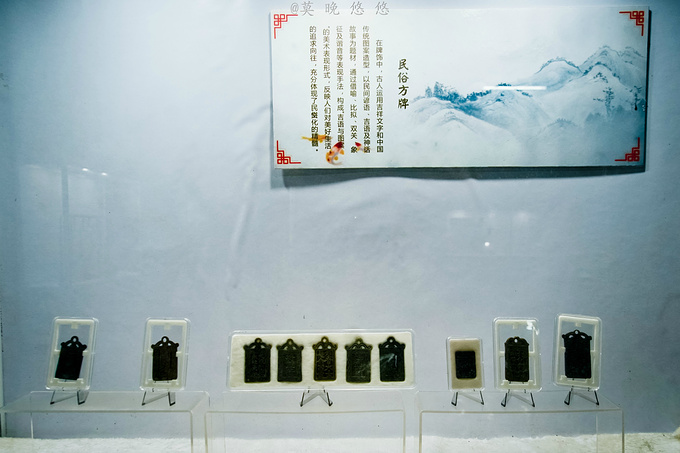 @莫晚悠悠
民俗方牌
在牌饰中，古人运用吉祥文字和中国
传统图案造型，以民间谚语、吉语及神话
故事为题材，通过借喻、比拟、双关、象
征及谐音等表现手法，构成“吉语与图案”
的美术表现形式，反映人们对美好生活
的追求向往，充分体现了民俗化的